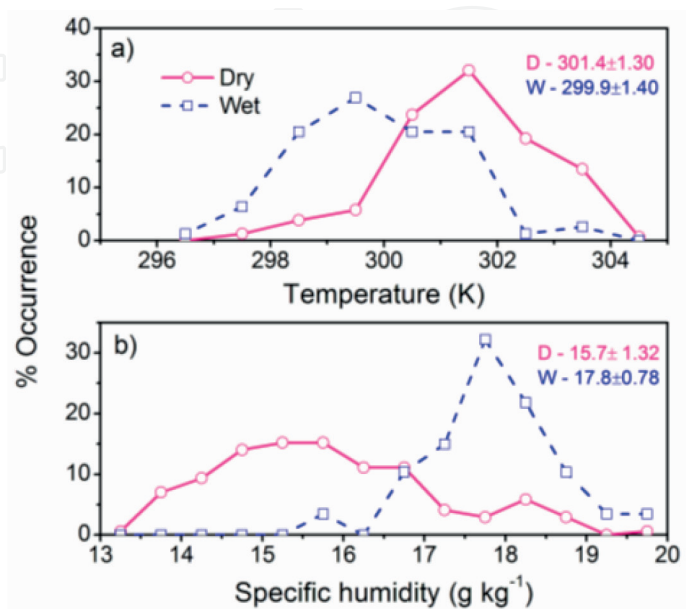 a)
Dry
Wet
D - 301.4±1.30
W - 299.9±1.40
40
30
20
10
0
296 298 300 302 304
Temperature (K)
% Occurrence
b)
D - 15.7± 1.32
W - 17.8±0.78
30
20
10
0
13 14 15 16 17 18 19 20
Specific humidity (g kg⁻¹)